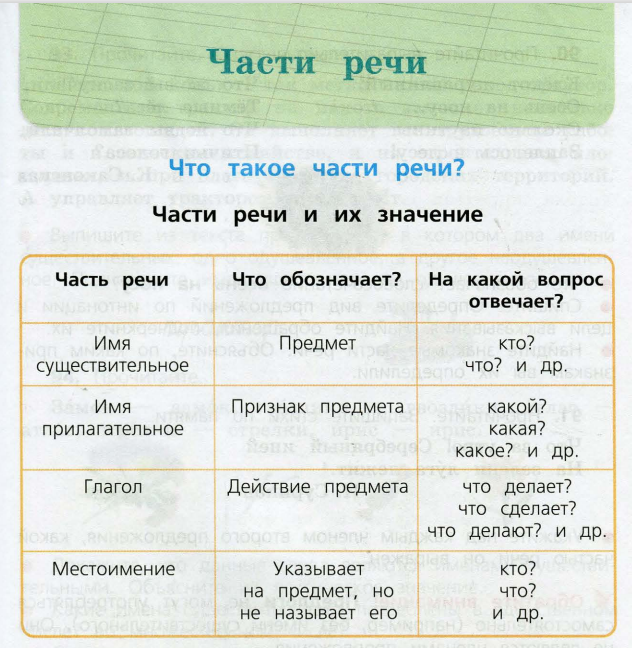 Части речи
Что такое части речи?
Части речи и их значение
Часть речи
Что обозначает?
На какой вопрос
отвечает?
Имя
существительное
Предмет
кто?
что? и др.
Имя
прилагательное
Признак предмета
какой?
какая?
какое? и др.
Глагол
Действие предмета
что делает?
что сделает?
что делают? и др.
Местоимение
Указывает
на предмет, но
не называет его
кто?
что?
и др.